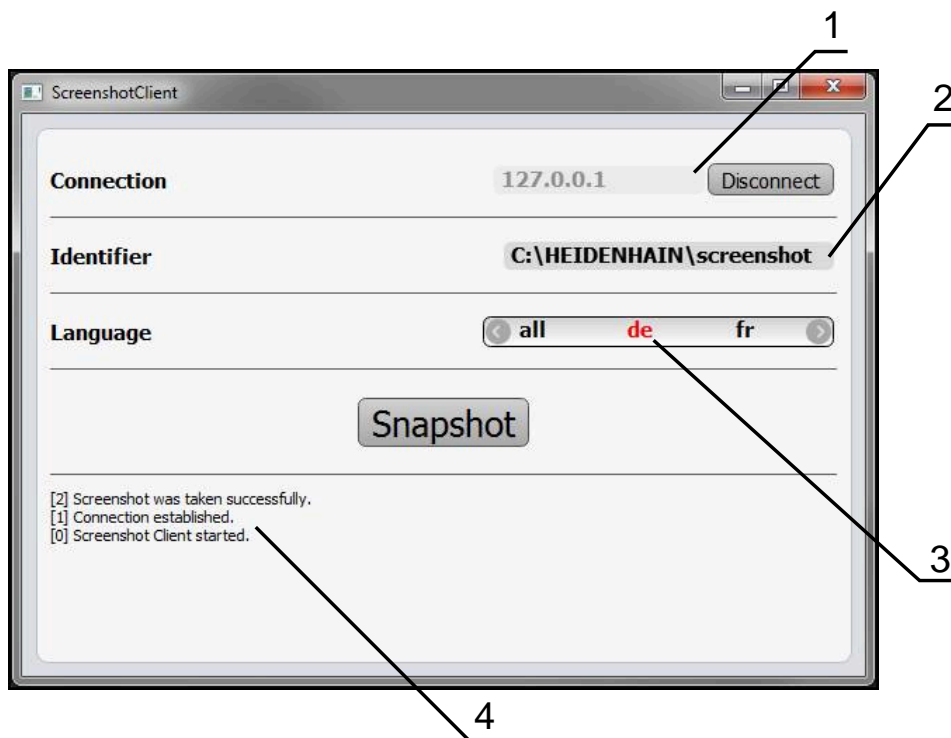 1
ScreenshotClient
2
Connection 127.0.0.1 Disconnect
Identifier C:\HEIDENHAIN\screenshot
Language all de fr
Snapshot
[2] Screenshot was taken successfully.
[1] Connection established.
[0] Screenshot Client started.
3
4